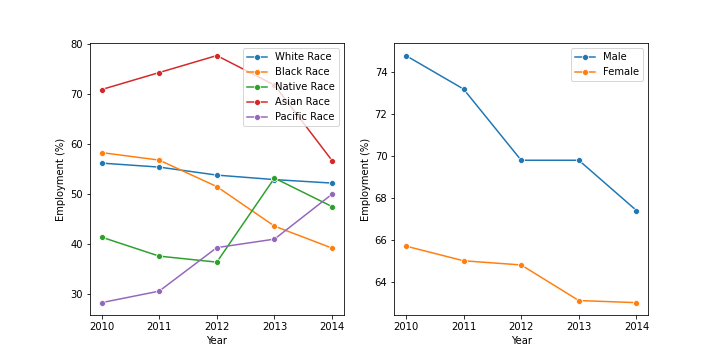 80
70
60
50
40
30
Employment (%)
2010 2011 2012 2013 2014
Year
White Race
Black Race
Native Race
Asian Race
Pacific Race
74
72
70
68
66
64
Employment (%)
2010 2011 2012 2013 2014
Year
Male
Female